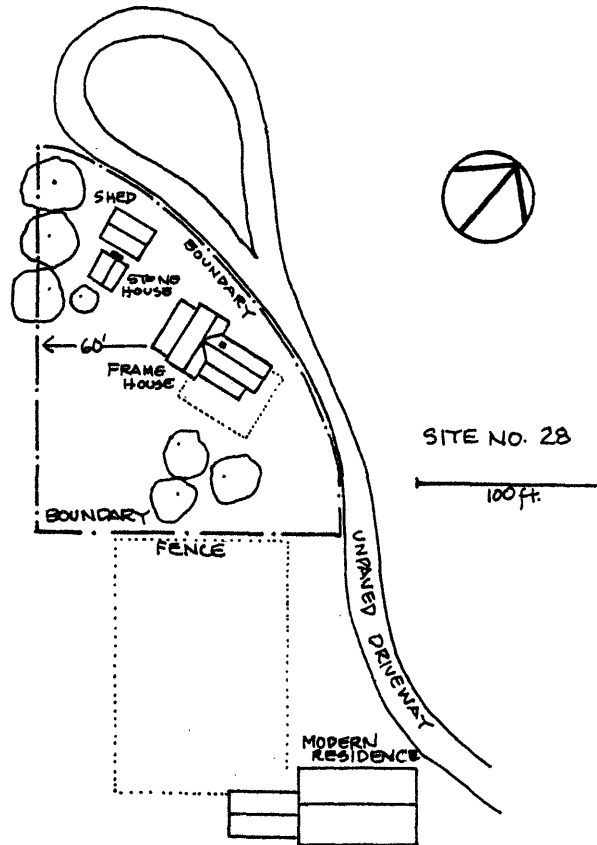 SHED
BOUNDARY
STONE
HOUSE
60'
FRAME
HOUSE
SITE NO. 28
100 ft.
BOUNDARY
FENCE
UNPAVED DRIVEWAY
MODERN
RESIDENCE